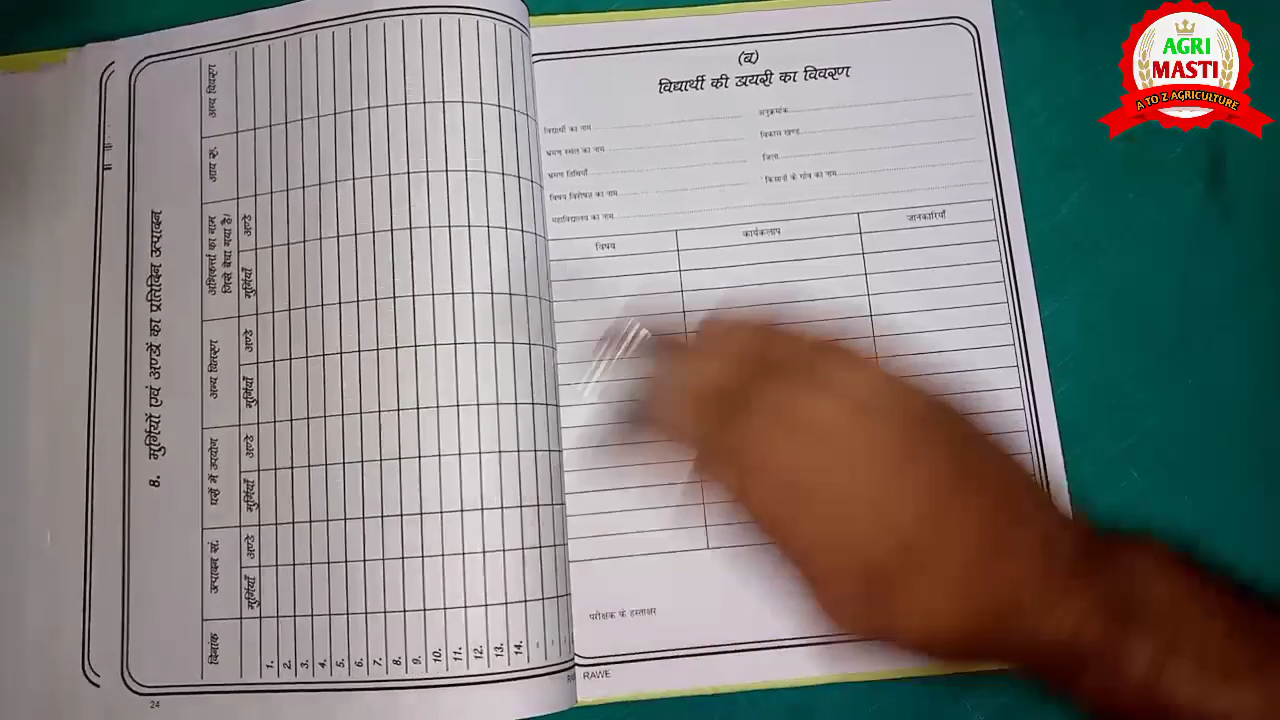 8. मुर्गियों एवं अण्डों का प्रतिदिन उत्पादन
दिनांक उत्पादन सं. घरों में उपयोग अन्य वितरण अभिकर्त्ता का नाम जिसे बेचा गया है। आय रु. अन्य विवरण
मुर्गियाँ अण्डे मुर्गियाँ अण्डे मुर्गियाँ अण्डे मुर्गियाँ अण्डे
1.
2.
3.
4.
5.
6.
7.
8.
9.
10.
11.
12.
13.
14.
24
(ब)
विद्यार्थी की डायरी का विवरण
विद्यार्थी का नाम अनुक्रमांक
भ्रमण स्थल का नाम विकास खण्ड
भ्रमण तिथियाँ जिला
विषय विशेषज्ञ का नाम किसानों के गाँव का नाम
महाविद्यालय का नाम
विषय कार्यकलाप जानकारियाँ
परीक्षक के हस्ताक्षर
RAWE
AGRI
MASTI
A TO Z AGRICULTURE